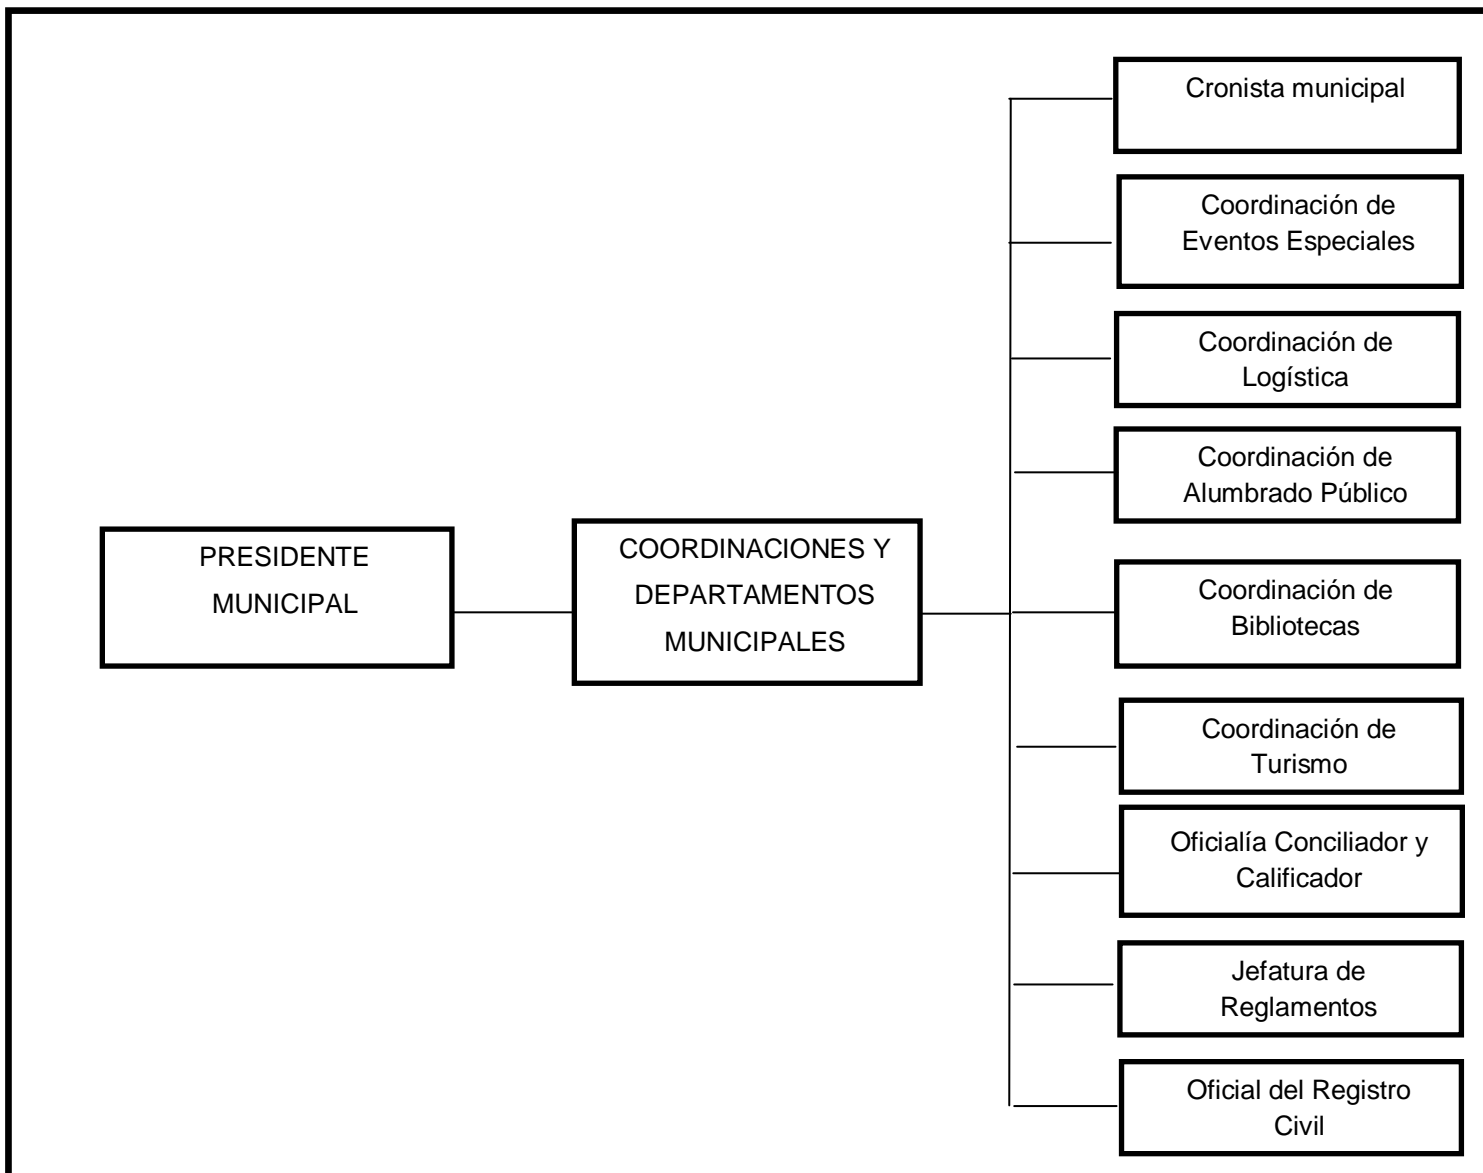 PRESIDENTE
MUNICIPAL
COORDINACIONES Y
DEPARTAMENTOS
MUNICIPALES
Cronista municipal
Coordinación de
Eventos Especiales
Coordinación de
Logística
Coordinación de
Alumbrado Público
Coordinación de
Bibliotecas
Coordinación de
Turismo
Oficialía Conciliador y
Calificador
Jefatura de
Reglamentos
Oficial del Registro
Civil